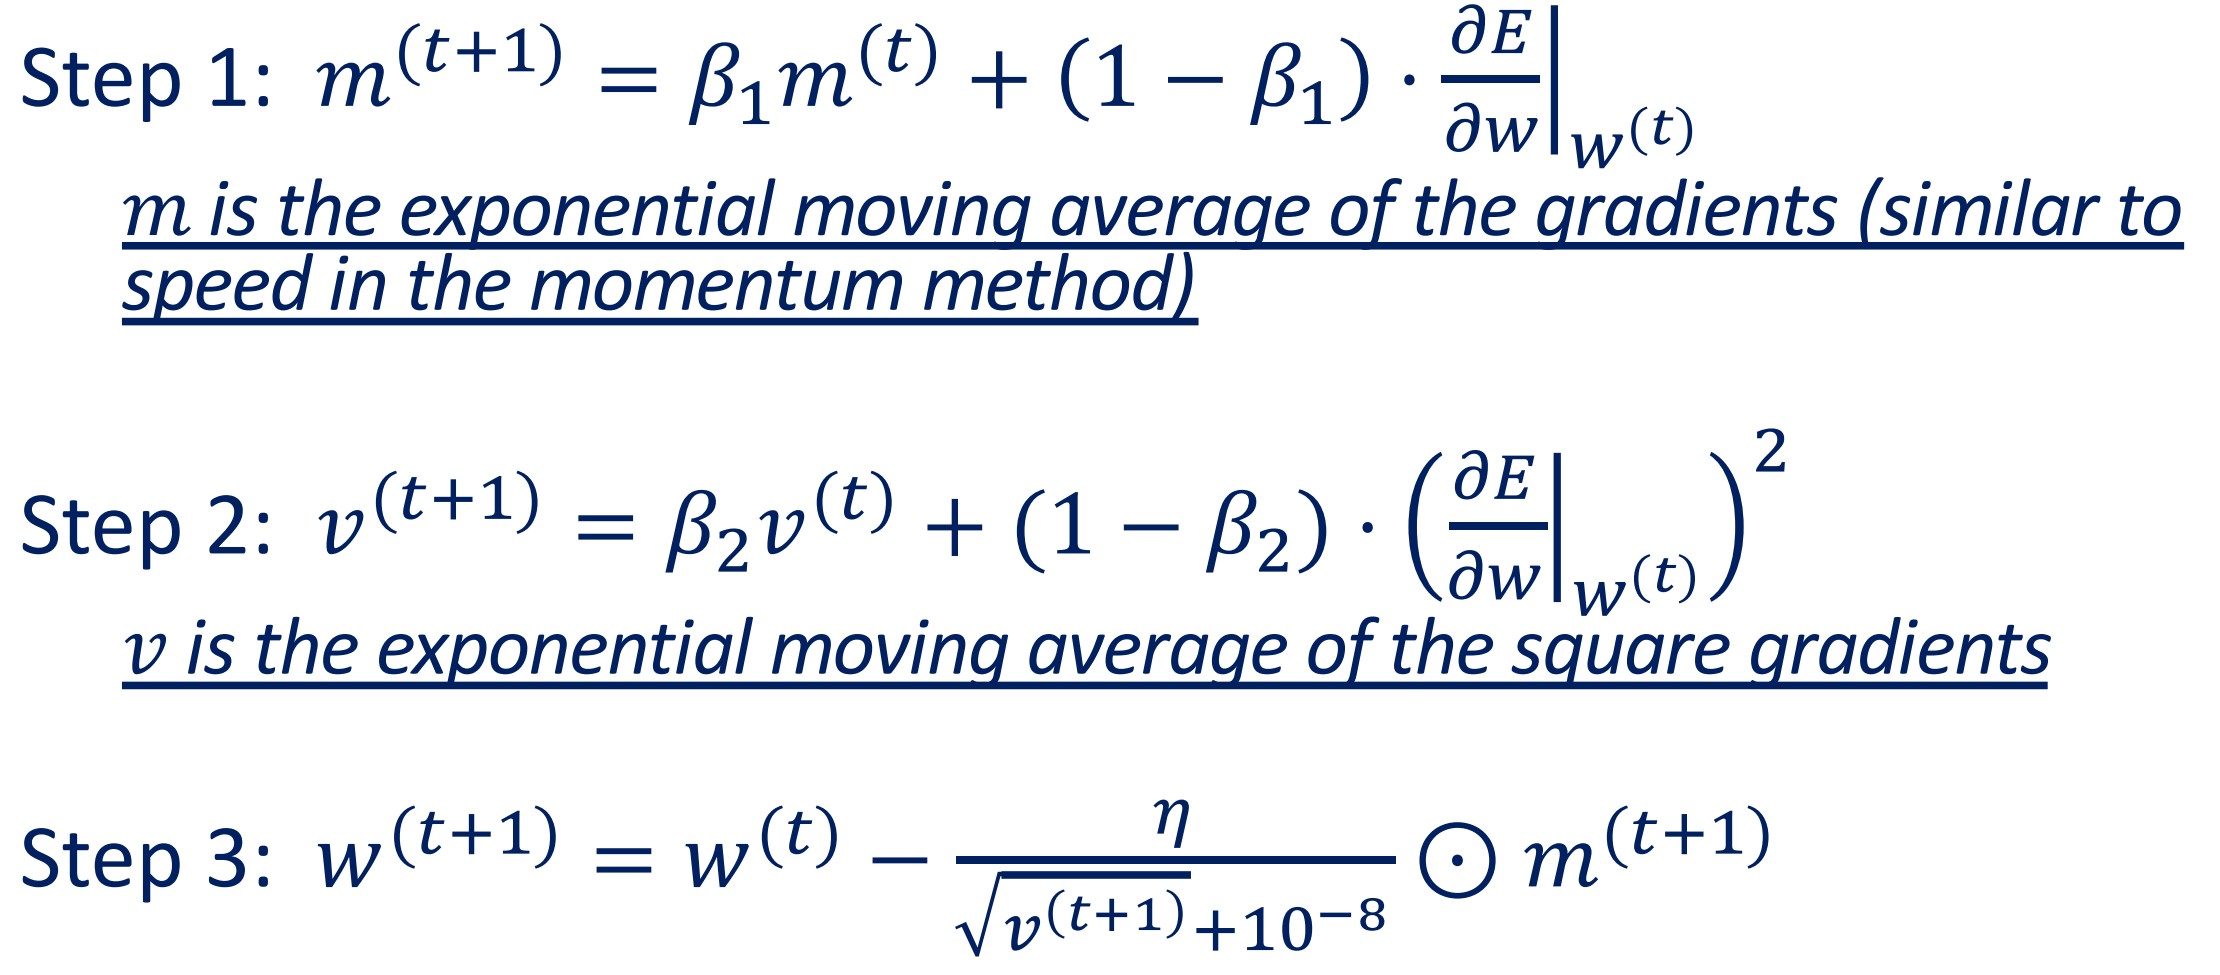 Step 1: $m^{(t+1)} = \beta_1 m^{(t)} + (1 - \beta_1) \cdot \left.\frac{\partial E}{\partial w}\right|_{w^{(t)}}$
m is the exponential moving average of the gradients (similar to
speed in the momentum method)
Step 2: $v^{(t+1)} = \beta_2 v^{(t)} + (1 - \beta_2) \cdot \left(\left.\frac{\partial E}{\partial w}\right|_{w^{(t)}}\right)^2$
v is the exponential moving average of the square gradients
Step 3: $w^{(t+1)} = w^{(t)} - \frac{\eta}{\sqrt{v^{(t+1)}}+10^{-8}} \odot m^{(t+1)}$